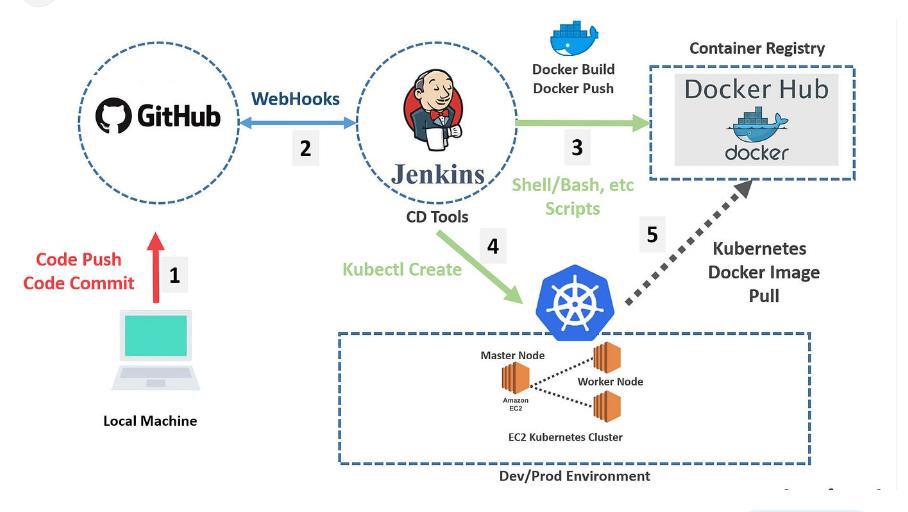 Docker Build
Docker Push
Container Registry
GitHub
WebHooks
2
Jenkins
CD Tools
3
Shell/Bash, etc
Scripts
Docker Hub
docker
Code Push
Code Commit
1
Local Machine
4
Kubectl Create
5
Kubernetes
Docker Image
Pull
Master Node
Amazon
EC2
Worker Node
EC2 Kubernetes Cluster
Dev/Prod Environment